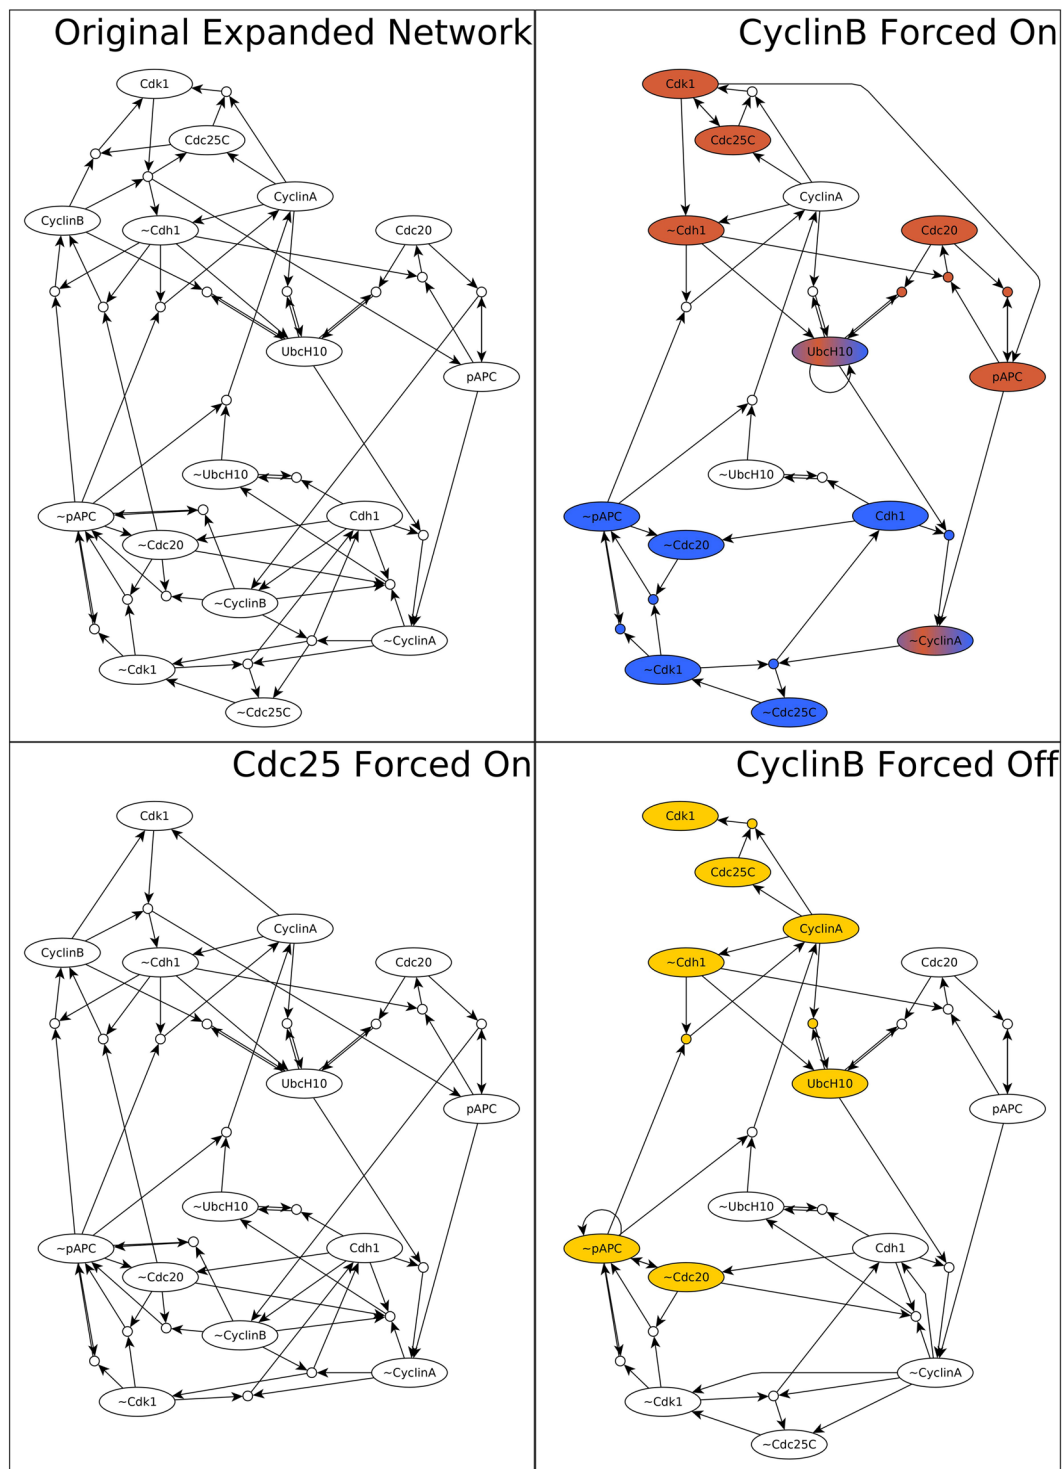 Original Expanded Network
Cdk1
Cdc25C
CyclinA
CyclinB
~Cdh1
Cdc20
UbcH10
pAPC
~UbcH10
~pAPC
Cdh1
~Cdc20
~CyclinB
~CyclinA
~Cdk1
~Cdc25C
CyclinB Forced On
Cdk1
Cdc25C
CyclinA
~Cdh1
Cdc20
UbcH10
pAPC
~UbcH10
~pAPC
Cdh1
~Cdc20
~CyclinA
~Cdk1
~Cdc25C
Cdc25 Forced On
Cdk1
CyclinA
CyclinB
~Cdh1
Cdc20
UbcH10
pAPC
~UbcH10
~pAPC
Cdh1
~Cdc20
~CyclinB
~CyclinA
~Cdk1
CyclinB Forced Off
Cdk1
Cdc25C
CyclinA
~Cdh1
Cdc20
UbcH10
pAPC
~UbcH10
~pAPC
Cdh1
~Cdc20
~CyclinA
~Cdk1
~Cdc25C